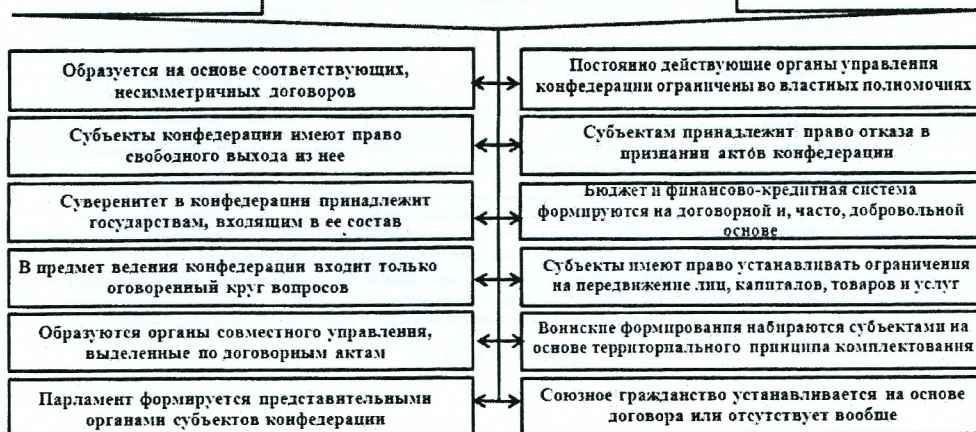 Образуется на основе соответствующих,
несимметричных договоров
Постоянно действующие органы управления
конфедерации ограничены во властных полномочиях
Субъекты конфедерации имеют право
свободного выхода из нее
Субъектам принадлежит право отказа в
признании актов конфедерации
Суверенитет в конфедерации принадлежит
государствам, входящим в ее состав
Бюджет и финансово-кредитная система
формируются на договорной и, часто, добровольной
основе
В предмет ведения конфедерации входит только
оговоренный круг вопросов
Субъекты имеют право устанавливать ограничения
на передвижение лиц, капиталов, товаров и услуг
Образуются органы совместного управления,
выделенные по договорным актам
Воинские формирования набираются субъектами на
основе территориального принципа комплектования
Парламент формируется представительными
органами субъектов конфедерации
Союзное гражданство устанавливается на основе
договора или отсутствует вообще